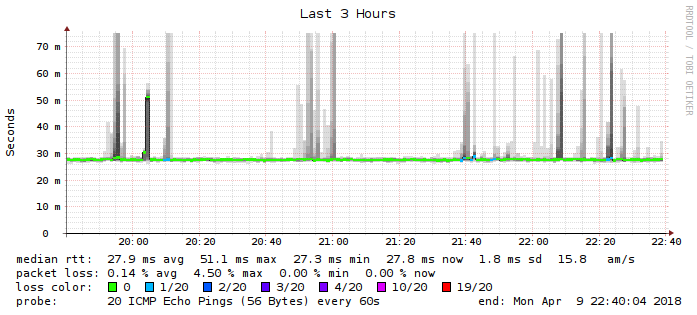 Last 3 Hours
RRDTOOL / TOBI OETIKER
Seconds
70 m
60 m
50 m
40 m
30 m
20 m
10 m
0
20:00 20:20 20:40 21:00 21:20 21:40 22:00 22:20 22:40
median rtt: 27.9 ms avg 51.1 ms max 27.3 ms min 27.8 ms now 1.8 ms sd 15.8 am/s
packet loss: 0.14 % avg 4.50 % max 0.00 % min 0.00 % now
loss color: 0 1/20 2/20 3/20 4/20 10/20 19/20
probe: 20 ICMP Echo Pings (56 Bytes) every 60s end: Mon Apr 9 22:40:04 2018